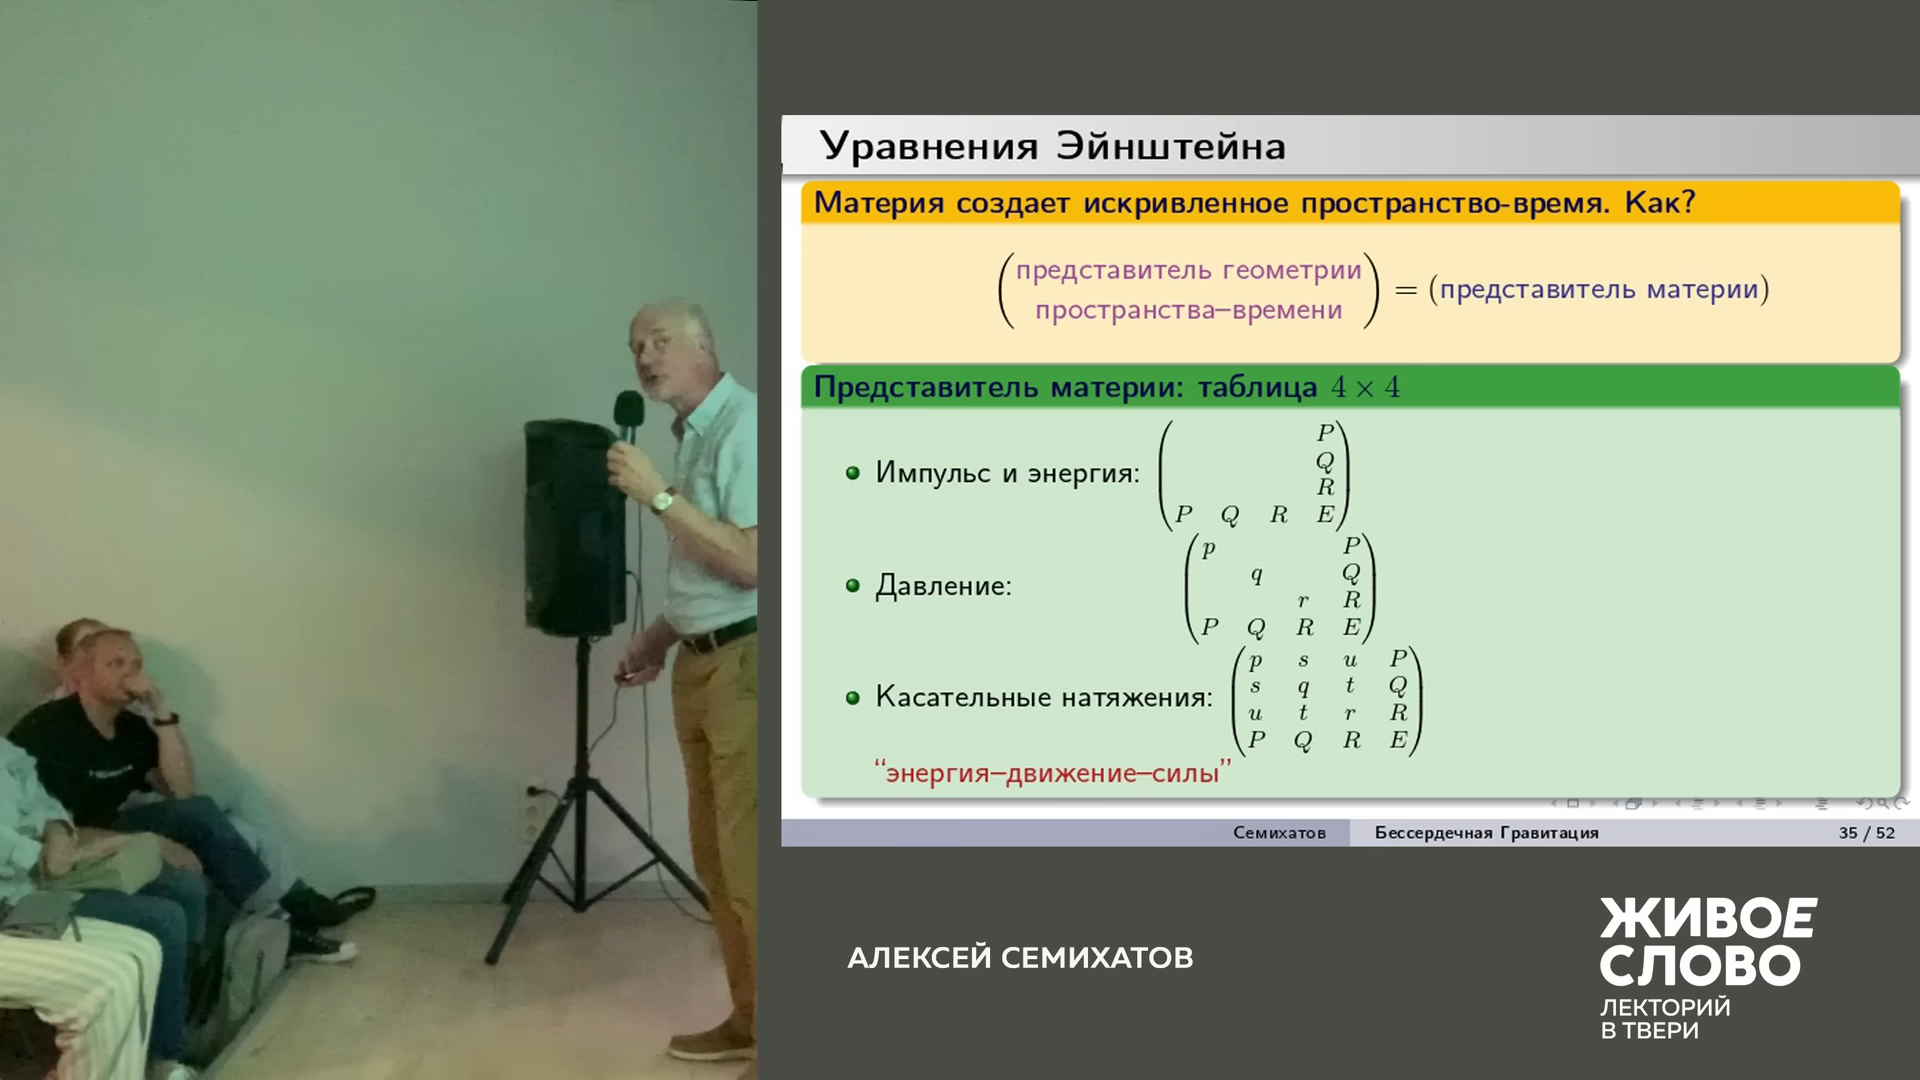 Уравнения Эйнштейна
Материя создает искривленное пространство-время. Как?
(представитель геометрии пространства–времени) = (представитель материи)
Представитель материи: таблица 4 × 4
Импульс и энергия:
P
Q
R
P Q R E
Давление:
p P
q Q
r R
P Q R E
Касательные натяжения:
p s u P
s q t Q
u t r R
P Q R E
“энергия–движение–силы”
Семихатов Бессердечная Гравитация 35 / 52
АЛЕКСЕЙ СЕМИХАТОВ
ЖИВОЕ
СЛОВО
ЛЕКТОРИЙ
В ТВЕРИ